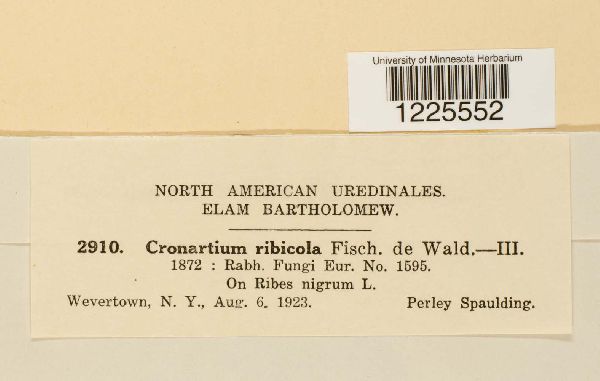 University of Minnesota Herbarium
1225552
NORTH AMERICAN UREDINALES.
ELAM BARTHOLOMEW.
2910. Cronartium ribicola Fisch. de Wald.—III.
1872 : Rabh. Fungi Eur. No. 1595.
On Ribes nigrum L.
Wevertown, N. Y., Aug. 6, 1923. Perley Spaulding.